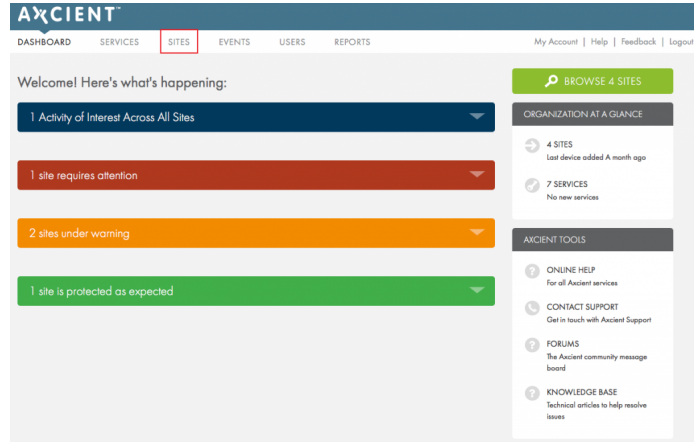 AXCIENT™
DASHBOARD SERVICES SITES EVENTS USERS REPORTS My Account | Help | Feedback | Logout
Welcome! Here's what's happening:
1 Activity of Interest Across All Sites
1 site requires attention
2 sites under warning
1 site is protected as expected
BROWSE 4 SITES
ORGANIZATION AT A GLANCE
4 SITES
Last device added A month ago
7 SERVICES
No new services
AXCIENT TOOLS
ONLINE HELP
For all Axcient services
CONTACT SUPPORT
Get in touch with Axcient Support
FORUMS
The Axcient community message
board
KNOWLEDGE BASE
Technical articles to help resolve
issues